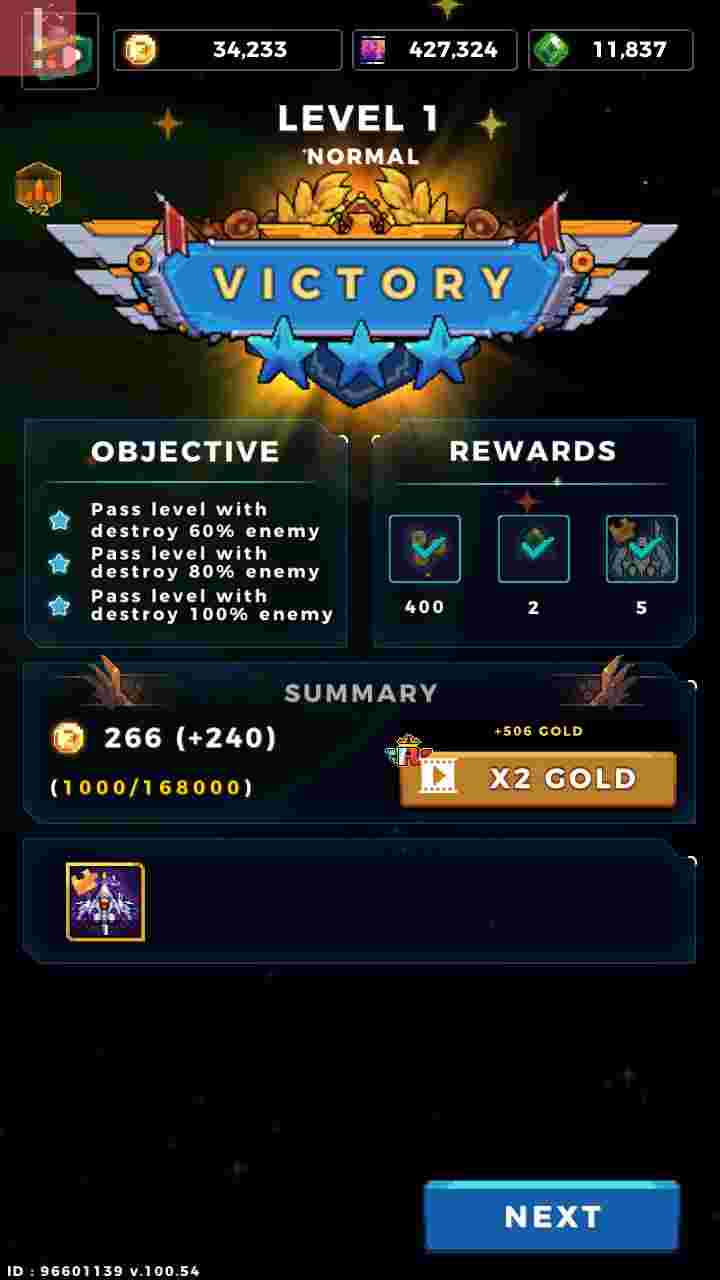 34,233
427,324
11,837
LEVEL 1
NORMAL
+2
VICTORY
OBJECTIVE
Pass level with
destroy 60% enemy
Pass level with
destroy 80% enemy
Pass level with
destroy 100% enemy
REWARDS
400
2
5
SUMMARY
266 (+240)
(1000/168000)
+506 GOLD
X2 GOLD
1
NEXT
ID : 96601139 v.100.54